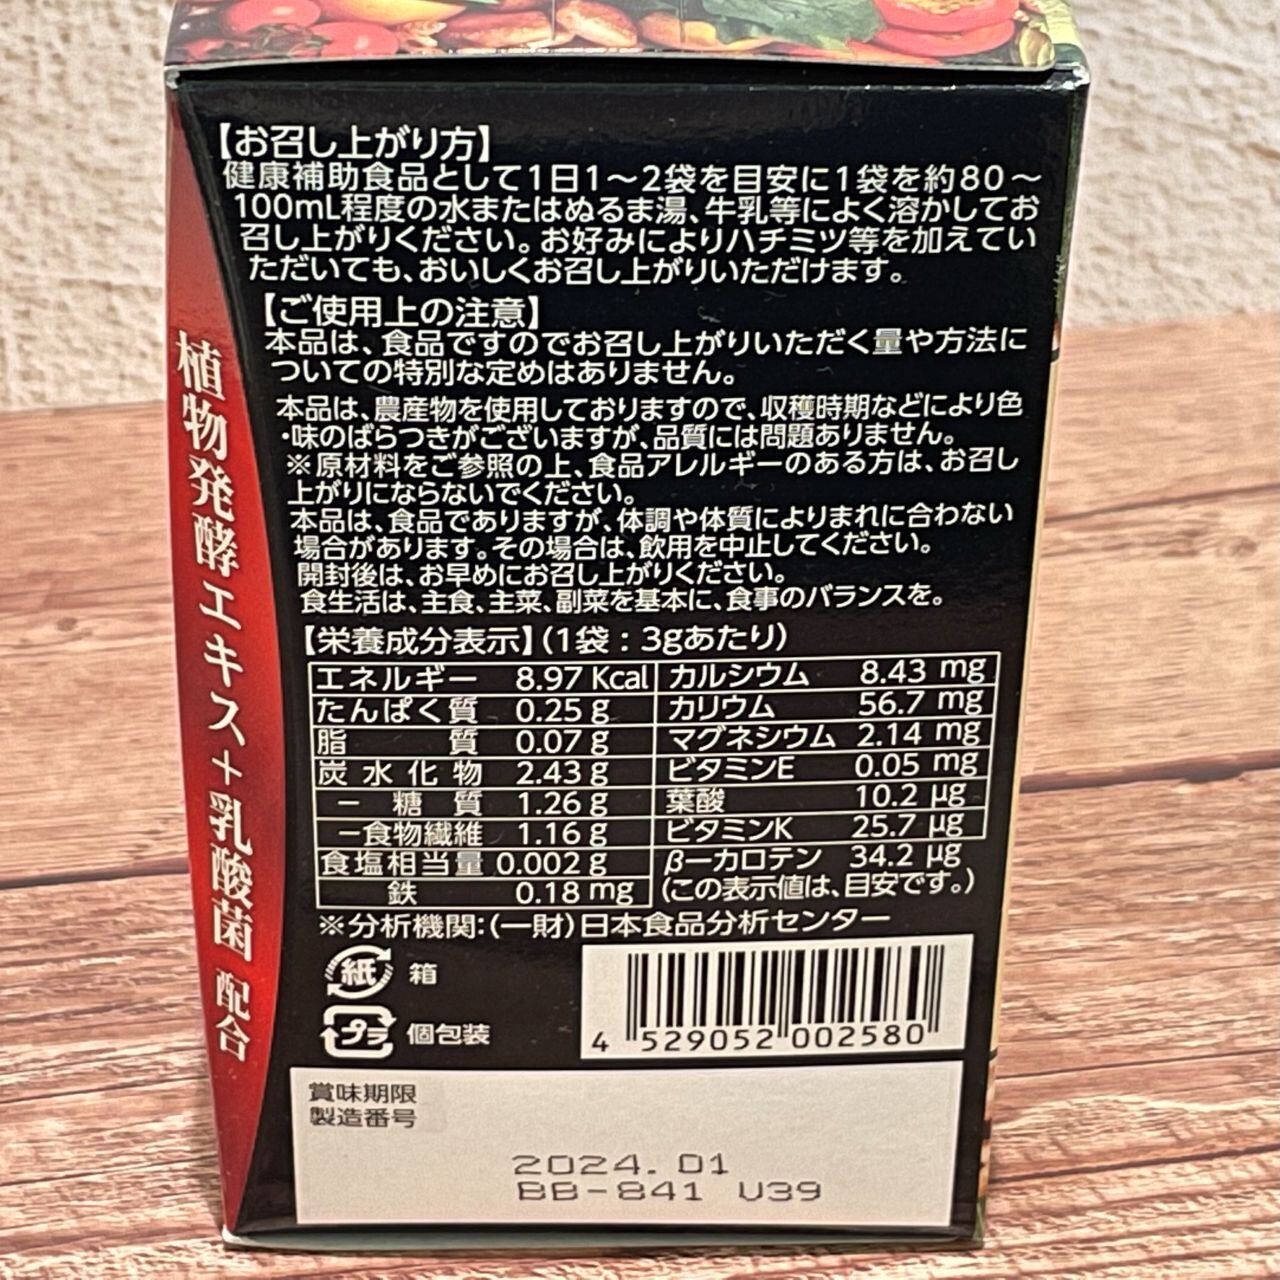 【お召し上がり方】
健康補助食品として1日1〜2袋を目安に1袋を約80〜
100mL程度の水またはぬるま湯、牛乳等によく溶かしてお
召し上がりください。お好みによりハチミツ等を加えてい
ただいても、おいしくお召し上がりいただけます。
【ご使用上の注意】
本品は、食品ですのでお召し上がりいただく量や方法に
ついての特別な定めはありません。
本品は、農産物を使用しておりますので、収穫時期などにより色
・味のばらつきがございますが、品質には問題ありません。
※原材料をご参照の上、食品アレルギーのある方は、お召し
上がりにならないでください。
本品は、食品でありますが、体調や体質によりまれに合わない
場合があります。その場合は、飲用を中止してください。
開封後は、お早めにお召し上がりください。
食生活は、主食、主菜、副菜を基本に、食事のバランスを。
【栄養成分表示】(1袋：3gあたり)
エネルギー 8.97 Kcal カルシウム 8.43 mg
たんぱく質 0.25 g カリウム 56.7 mg
脂質 0.07 g マグネシウム 2.14 mg
炭水化物 2.43 g ビタミンE 0.05 mg
－糖質 1.26 g 葉酸 10.2 μg
－食物繊維 1.16 g ビタミンK 25.7 μg
食塩相当量 0.002 g β－カロテン 34.2 μg
鉄 0.18 mg (この表示値は、目安です。)
※分析機関：(一財)日本食品分析センター
紙 箱
プラ 個包装
4 529052 002580
賞味期限
製造番号
2024.01
BB-841 U39
植物発酵エキス＋乳酸菌 配合